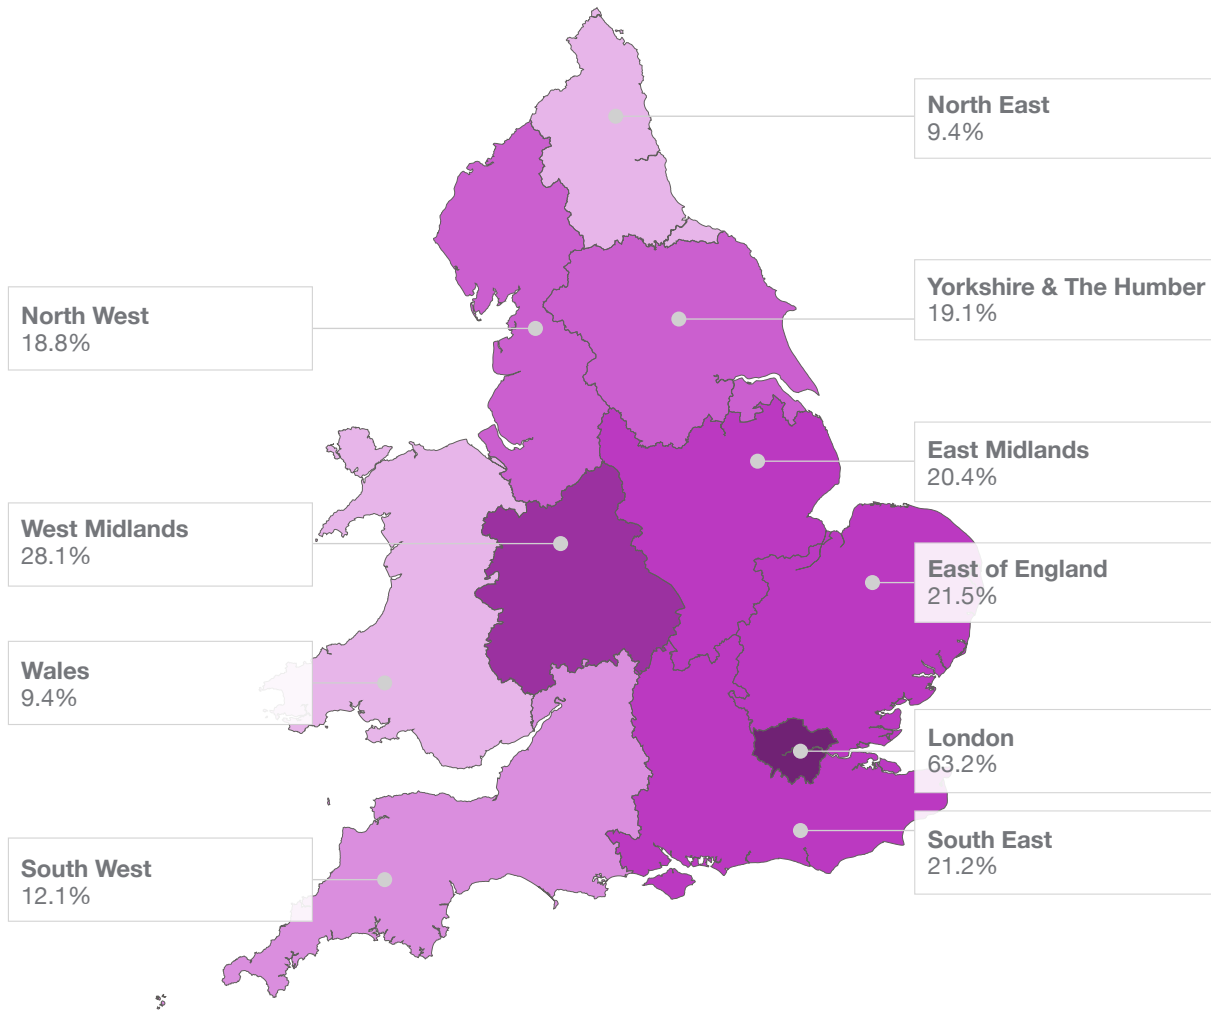 North East
9.4%
Yorkshire & The Humber
19.1%
North West
18.8%
East Midlands
20.4%
West Midlands
28.1%
East of England
21.5%
Wales
9.4%
London
63.2%
South East
21.2%
South West
12.1%